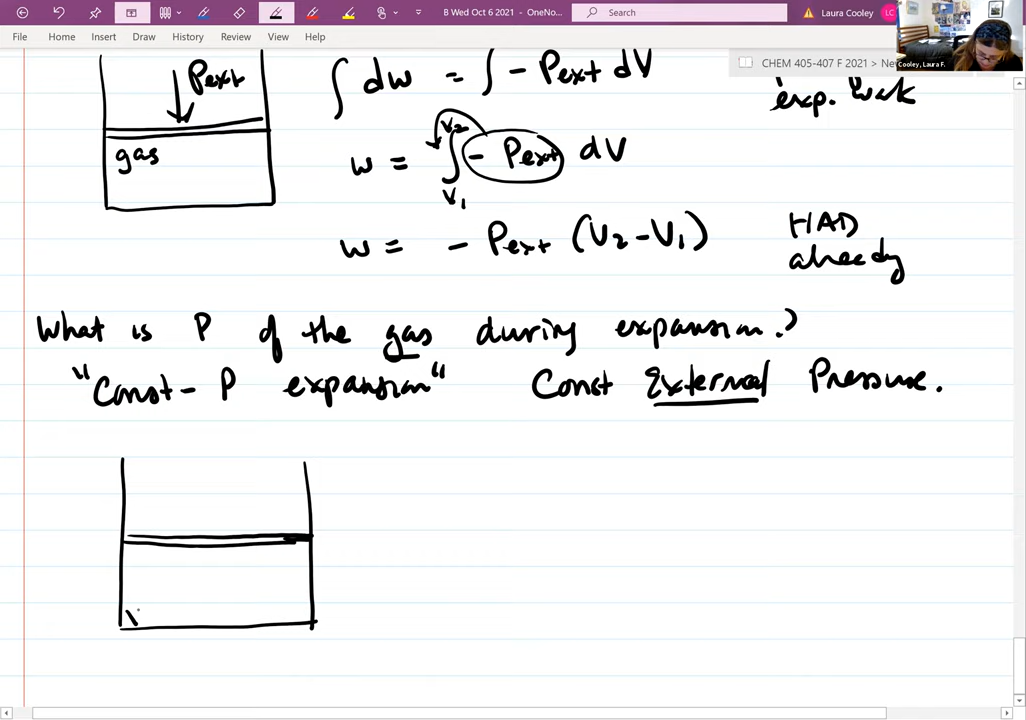 B Wed Oct 6 2021 - OneNo...
Search
Laura Cooley
LC
File Home Insert Draw History Review View Help
CHEM 405-407 F 2021 > Ne
Cooley, Laura F.
Pext
gas
∫ dw = ∫ - Pext dV
exp. Work
w = ∫ - Pext dV
V2
V1
w = - Pext (V2 - V1)
HAD
already
What is P of the gas during expansion?
"Const - P expansion" Const External Pressure.